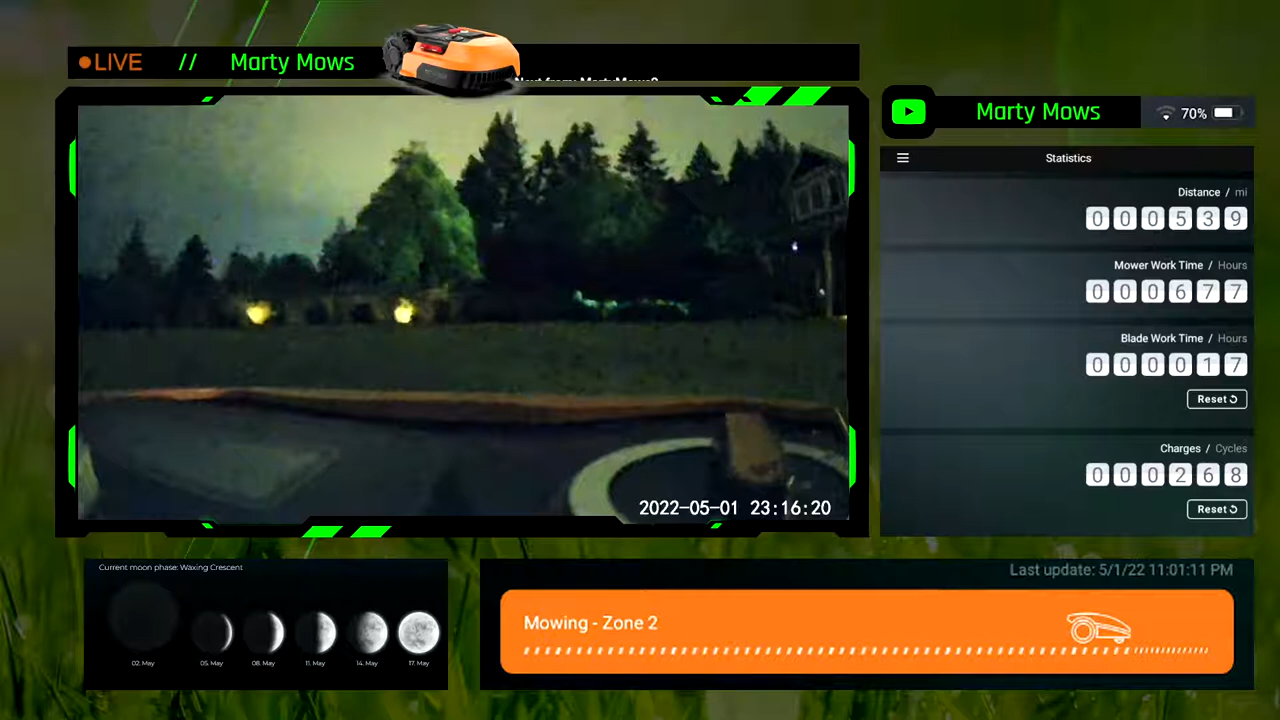 LIVE // Marty Mows
Marty Mows
70%
Statistics
Distance / mi
000539
Mower Work Time / Hours
000677
Blade Work Time / Hours
000017
Reset
Charges / Cycles
000268
Reset
2022-05-01 23:16:20
Current moon phase: Waxing Crescent
02. May 05. May 08. May 11. May 14. May 17. May
Last update: 5/1/22 11:01:11 PM
Mowing - Zone 2